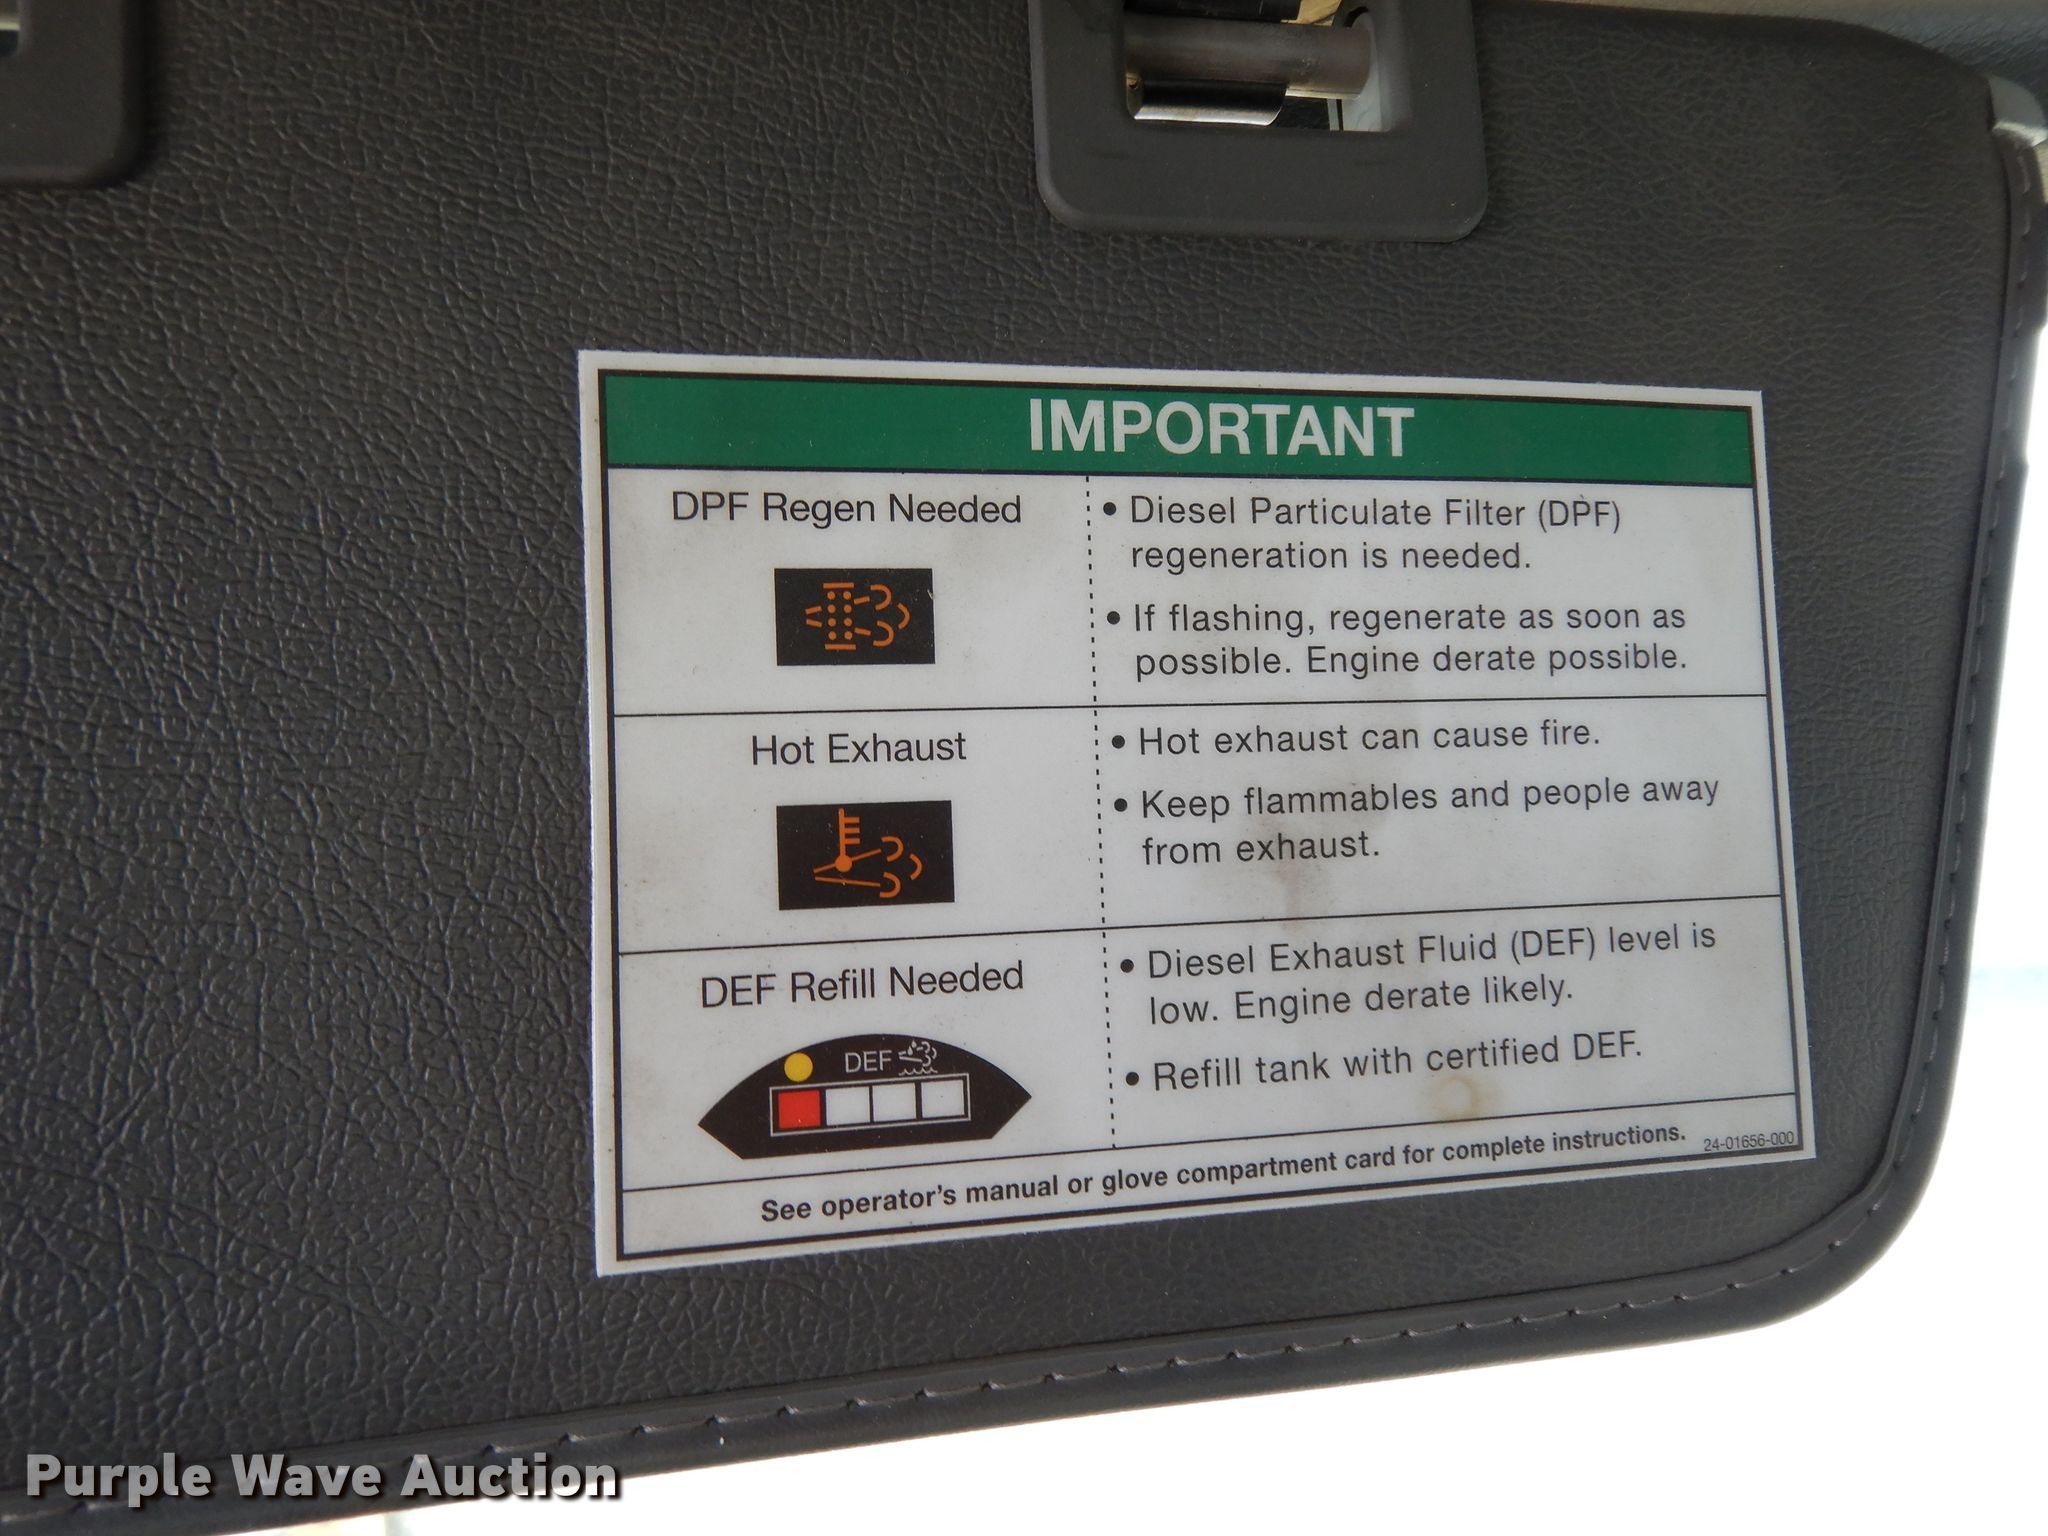 IMPORTANT
DPF Regen Needed
• Diesel Particulate Filter (DPF)
regeneration is needed.
• If flashing, regenerate as soon as
possible. Engine derate possible.
Hot Exhaust
• Hot exhaust can cause fire.
• Keep flammables and people away
from exhaust.
DEF Refill Needed
DEF
• Diesel Exhaust Fluid (DEF) level is
low. Engine derate likely.
• Refill tank with certified DEF.
See operator's manual or glove compartment card for complete instructions.
24-01656-000
Purple Wave Auction